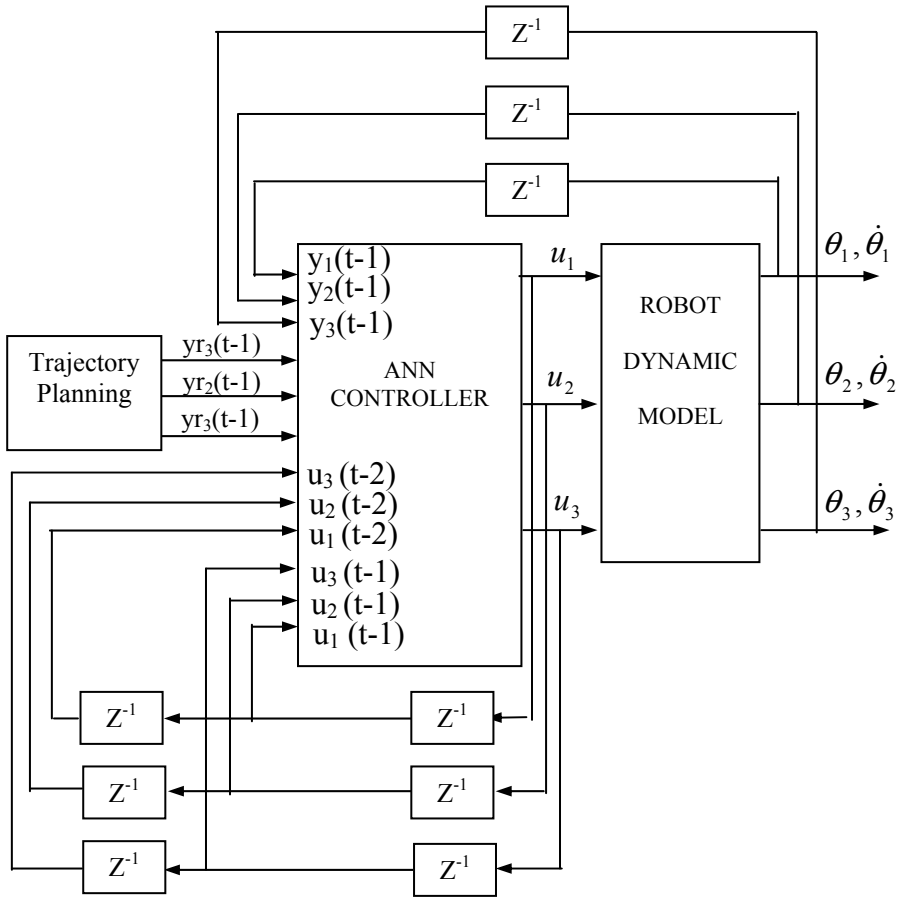 Z⁻¹
Z⁻¹
Z⁻¹
y₁(t-1)
y₂(t-1)
y₃(t-1)
Trajectory
Planning
yr₃(t-1)
yr₂(t-1)
yr₃(t-1)
ANN
CONTROLLER
u₃ (t-2)
u₂ (t-2)
u₁ (t-2)
u₃ (t-1)
u₂ (t-1)
u₁ (t-1)
u₁
u₂
u₃
ROBOT
DYNAMIC
MODEL
θ₁, θ̇₁
θ₂, θ̇₂
θ₃, θ̇₃
Z⁻¹
Z⁻¹
Z⁻¹
Z⁻¹
Z⁻¹
Z⁻¹